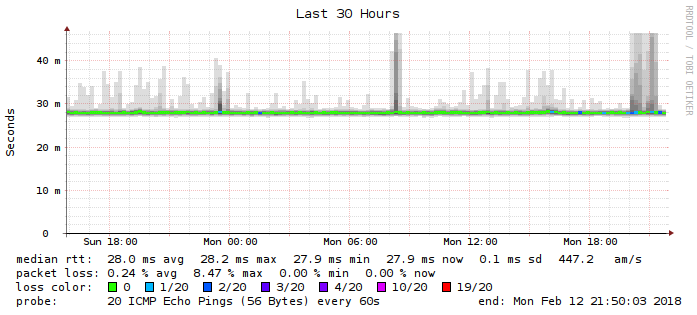 Last 30 Hours
RRDTOOL / TOBI OETIKER
Seconds
40 m
30 m
20 m
10 m
0
Sun 18:00 Mon 00:00 Mon 06:00 Mon 12:00 Mon 18:00
median rtt: 28.0 ms avg 28.2 ms max 27.9 ms min 27.9 ms now 0.1 ms sd 447.2 am/s
packet loss: 0.24 % avg 8.47 % max 0.00 % min 0.00 % now
loss color: 0 1/20 2/20 3/20 4/20 10/20 19/20
probe: 20 ICMP Echo Pings (56 Bytes) every 60s end: Mon Feb 12 21:50:03 2018